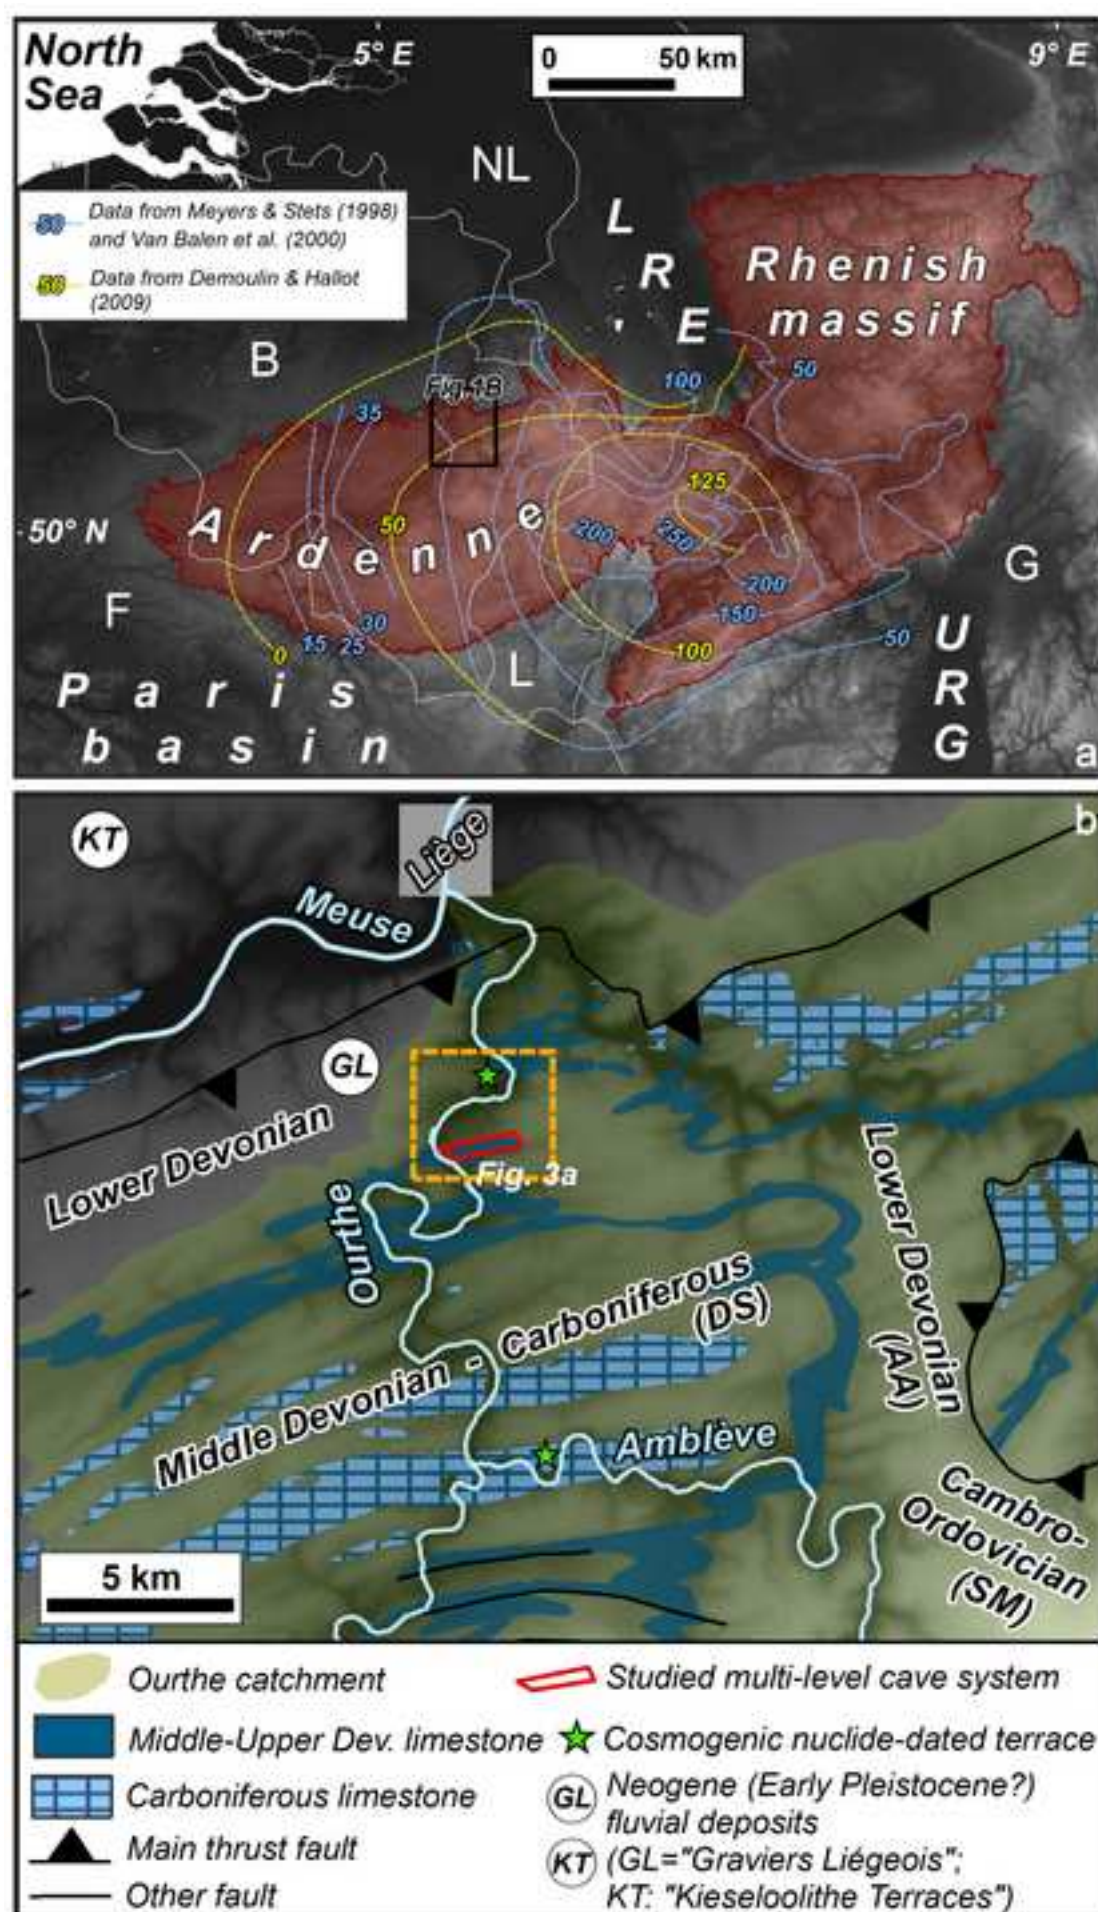 North
Sea
5° E
9° E
0 50 km
NL
50 Data from Meyers & Stets (1998)
and Van Balen et al. (2000)
50 Data from Demoulin & Hallot
(2009)
L
R
E
Rhenish
massif
B
Fig. 1B
100
50
35
125
50° N
Ardenne
50
200
250
200
150
G
F
30
15
25
0
L
100
50
U
R
G
Paris
basin
a
KT
Liège
b
Meuse
GL
Lower Devonian
Fig. 3a
Ourthe
Lower Devonian
(AA)
Middle Devonian - Carboniferous
(DS)
Amblève
Cambro-
Ordovician
(SM)
5 km
Ourthe catchment
Middle-Upper Dev. limestone
Carboniferous limestone
Main thrust fault
Other fault
Studied multi-level cave system
Cosmogenic nuclide-dated terrace
GL Neogene (Early Pleistocene?)
fluvial deposits
KT (GL="Graviers Liégeois";
KT: "Kieseloolithe Terraces")